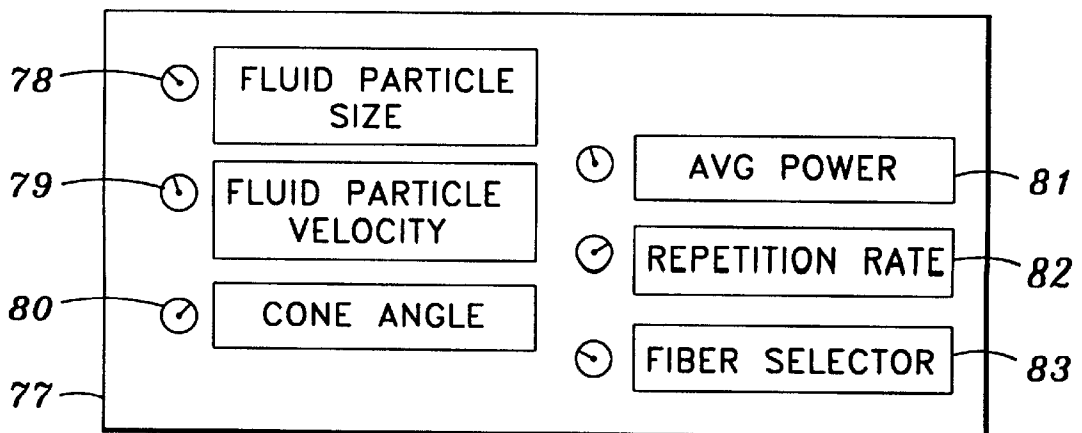 78
FLUID PARTICLE
SIZE
79
FLUID PARTICLE
VELOCITY
80
CONE ANGLE
77
AVG POWER
81
REPETITION RATE
82
FIBER SELECTOR
83